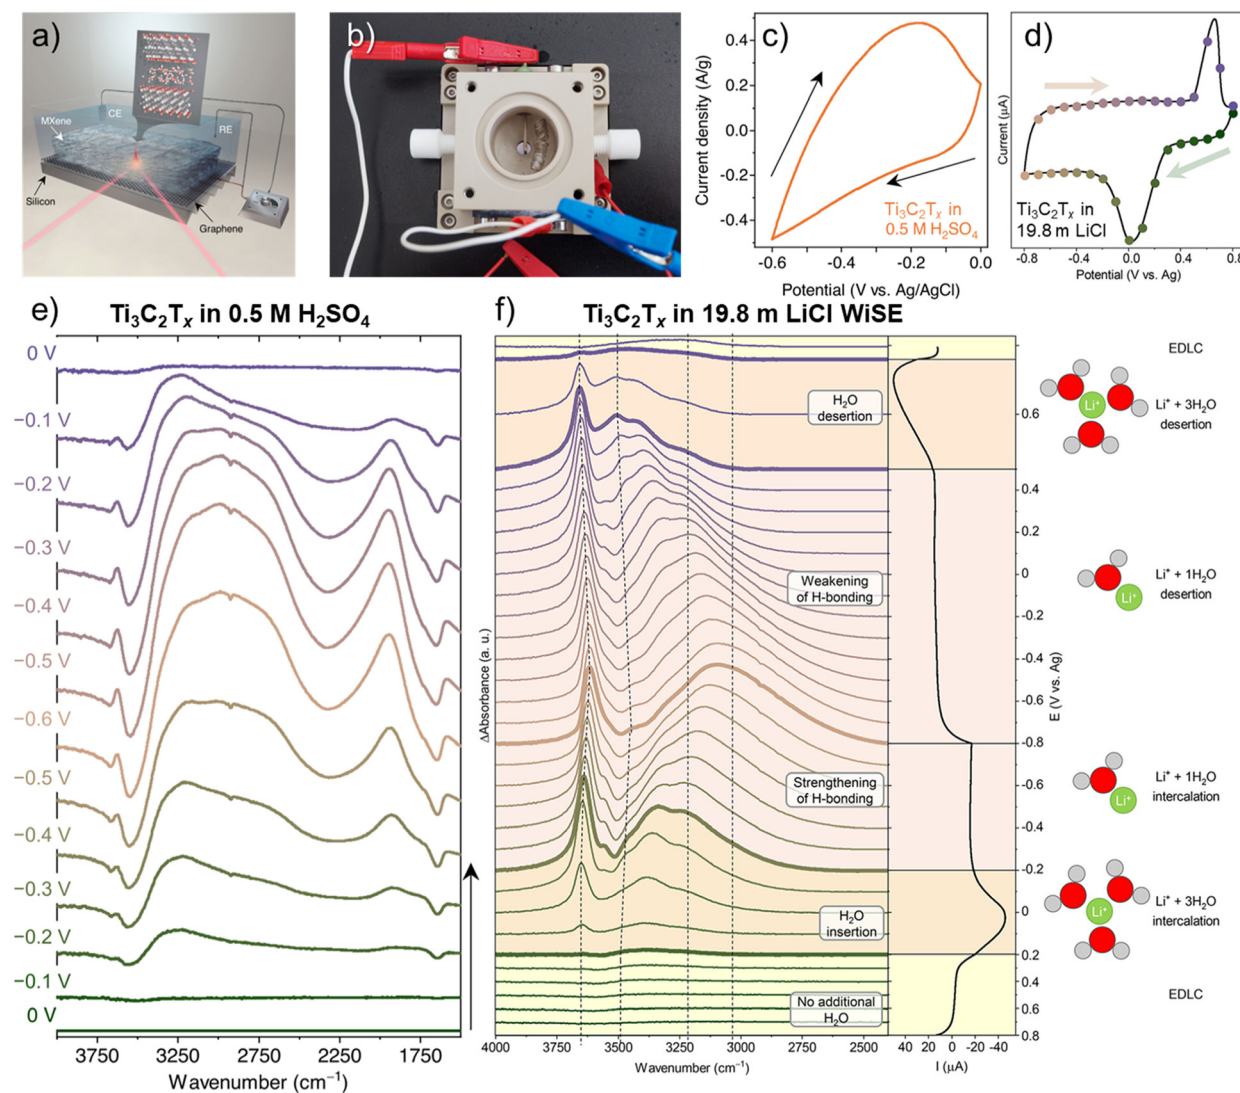 a)
CE
MXene
RE
Silicon
Graphene
b)
c)
Current density (A/g)
0.4
0.2
0.0
−0.2
−0.4
Ti₃C₂Tₓ in
0.5 M H₂SO₄
−0.6
−0.4
−0.2
0.0
Potential (V vs. Ag/AgCl)
d)
Current (µA)
Ti₃C₂Tₓ in
19.8 m LiCl
-0.8
-0.4
0.0
0.4
0.8
Potential (V vs. Ag)
e)
Ti₃C₂Tₓ in 0.5 M H₂SO₄
0 V
−0.1 V
−0.2 V
−0.3 V
−0.4 V
−0.5 V
−0.6 V
−0.5 V
−0.4 V
−0.3 V
−0.2 V
−0.1 V
0 V
3750
3250
2750
2250
1750
Wavenumber (cm⁻¹)
f)
Ti₃C₂Tₓ in 19.8 m LiCl WiSE
ΔAbsorbance (a. u.)
H₂O
desertion
Weakening
of H-bonding
Strengthening
of H-bonding
H₂O
insertion
No additional
H₂O
4000
3750
3500
3250
3000
2750
2500
Wavenumber (cm⁻¹)
40
20
0
-20
-40
I (µA)
0.6
0.4
0.2
0
-0.2
-0.4
-0.6
-0.8
-0.6
-0.4
-0.2
0
0.2
0.4
0.6
0.8
E (V vs. Ag)
EDLC
Li⁺
Li⁺ + 3H₂O
desertion
Li⁺
Li⁺ + 1H₂O
desertion
Li⁺
Li⁺ + 1H₂O
intercalation
Li⁺
Li⁺ + 3H₂O
intercalation
EDLC